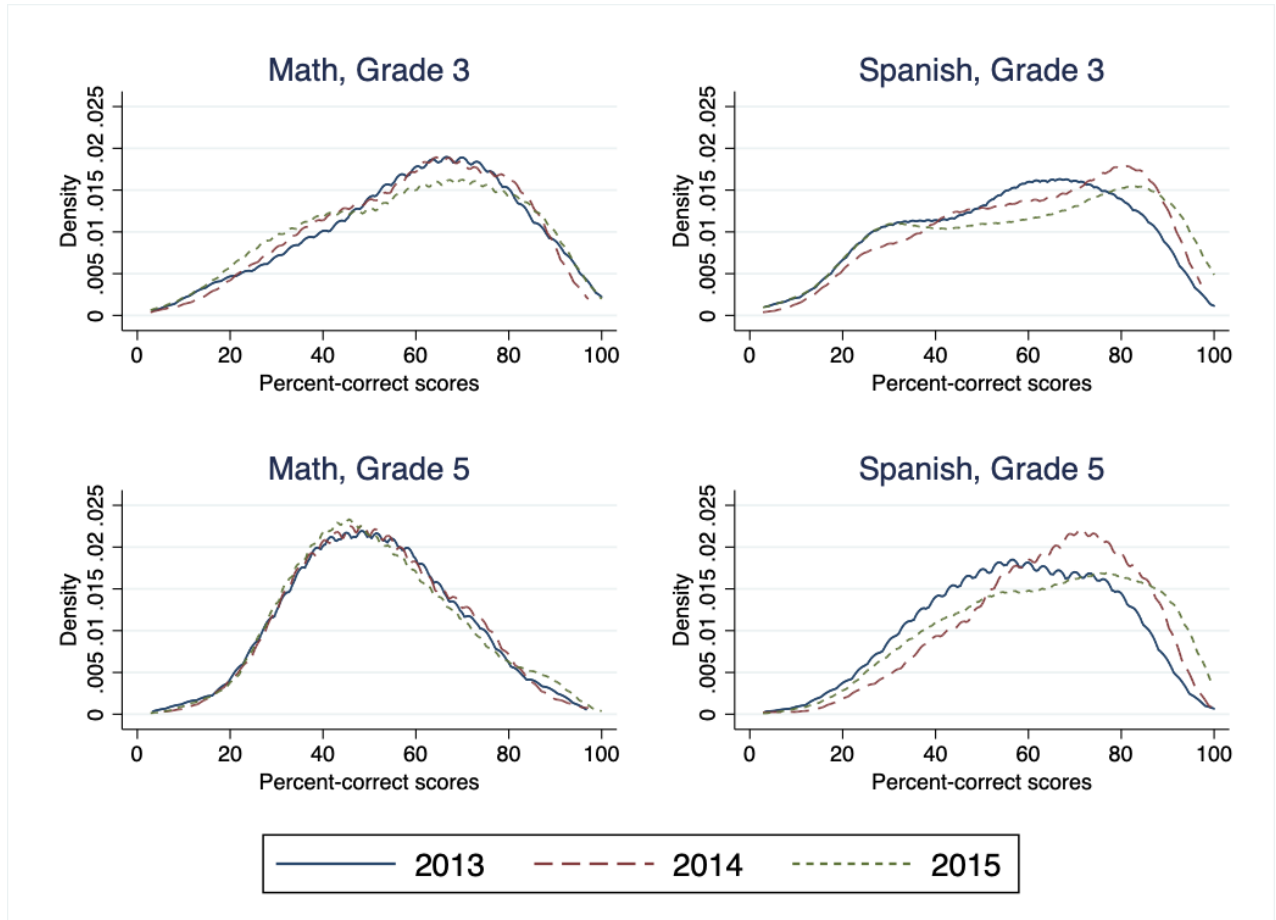 Math, Grade 3
Density
0 .005 .01 .015 .02 .025
0 20 40 60 80 100
Percent-correct scores
Spanish, Grade 3
Density
0 .005 .01 .015 .02 .025
0 20 40 60 80 100
Percent-correct scores
Math, Grade 5
Density
0 .005 .01 .015 .02 .025
0 20 40 60 80 100
Percent-correct scores
Spanish, Grade 5
Density
0 .005 .01 .015 .02 .025
0 20 40 60 80 100
Percent-correct scores
2013 2014 2015